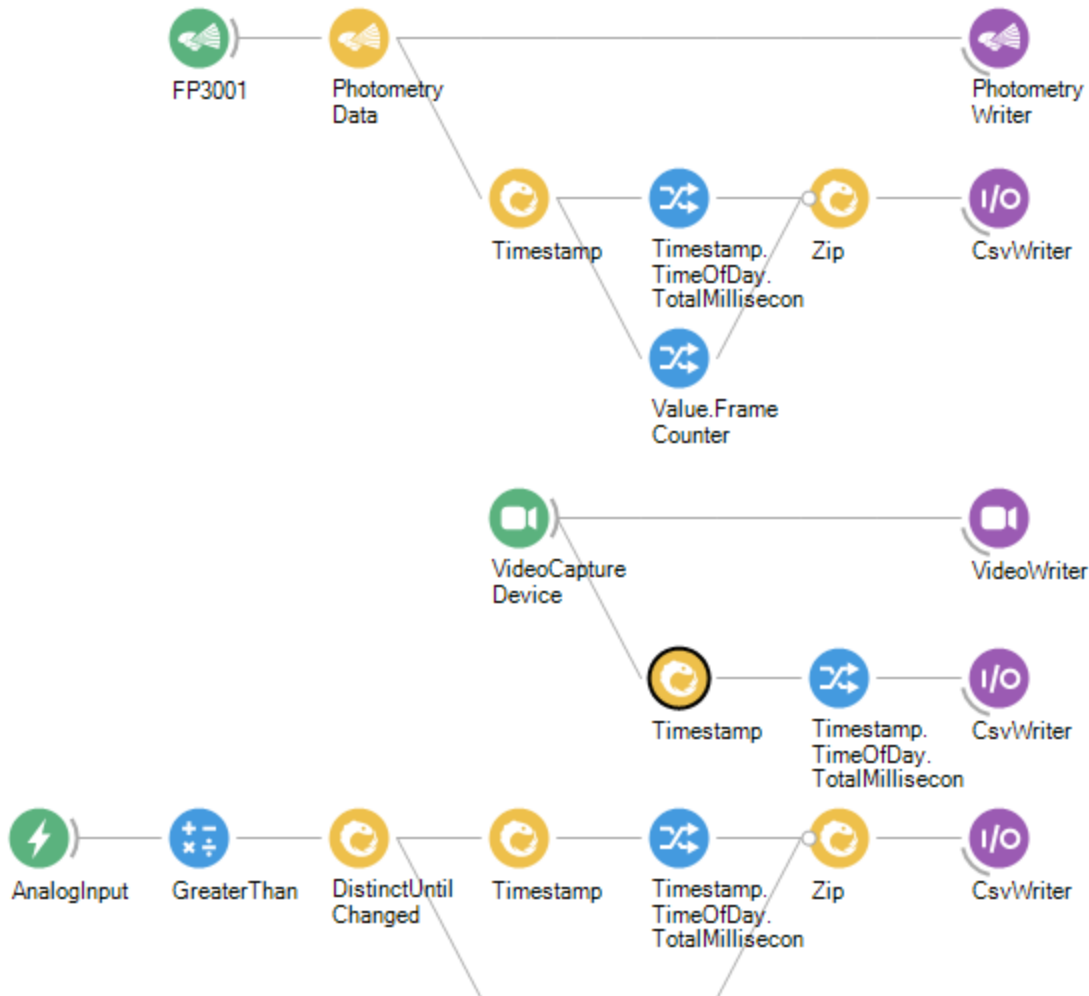 FP3001
Photometry
Data
Photometry
Writer
Timestamp
Timestamp.
TimeOfDay.
TotalMillisecon
Zip
I/O
CsvWriter
Value.Frame
Counter
VideoCapture
Device
VideoWriter
Timestamp
Timestamp.
TimeOfDay.
TotalMillisecon
I/O
CsvWriter
AnalogInput
GreaterThan
DistinctUntil
Changed
Timestamp
Timestamp.
TimeOfDay.
TotalMillisecon
Zip
I/O
CsvWriter